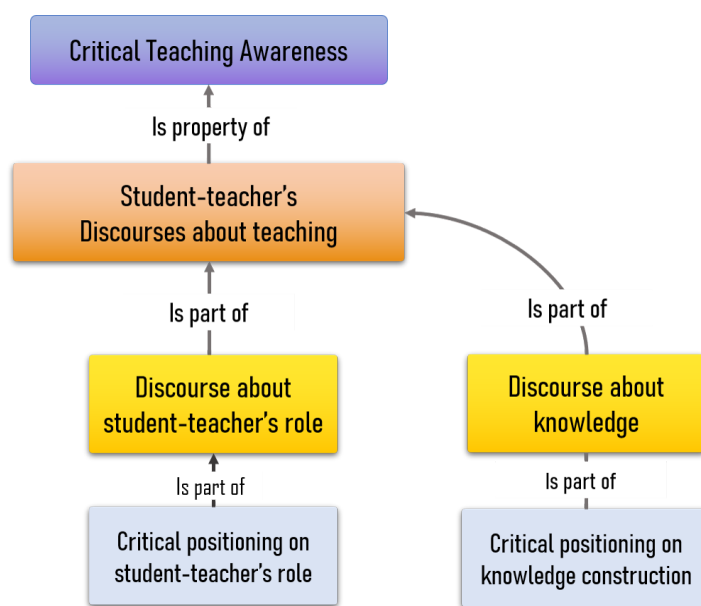 Critical Teaching Awareness
Is property of
Student-teacher's
Discourses about teaching
Is part of
Is part of
Discourse about
student-teacher's role
Discourse about
knowledge
Is part of
Is part of
Critical positioning on
student-teacher's role
Critical positioning on
knowledge construction